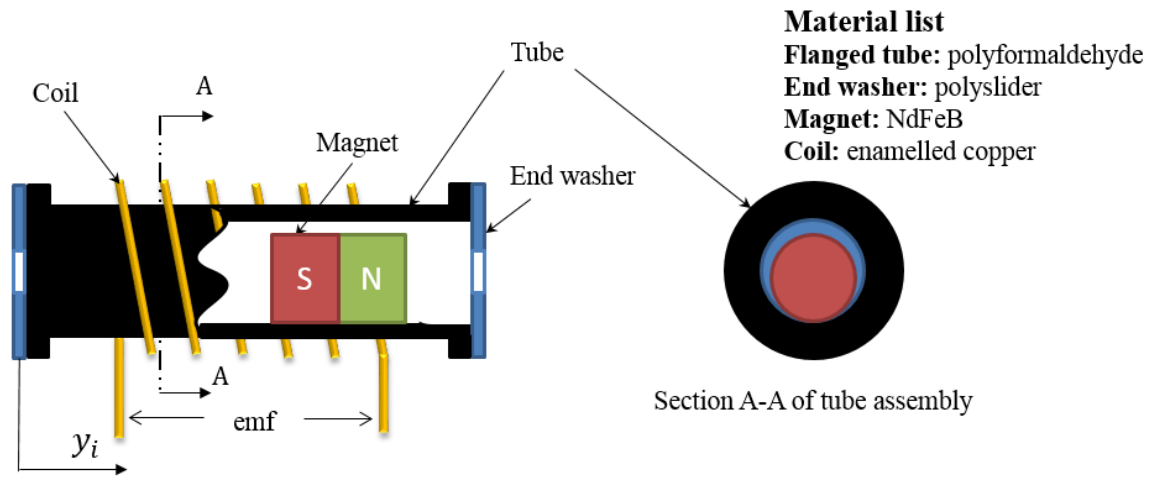 Material list
Flanged tube: polyformaldehyde
End washer: polyslider
Magnet: NdFeB
Coil: enamelled copper
Tube
Coil
A
Magnet
End washer
S
N
A
emf
y_i
Section A-A of tube assembly